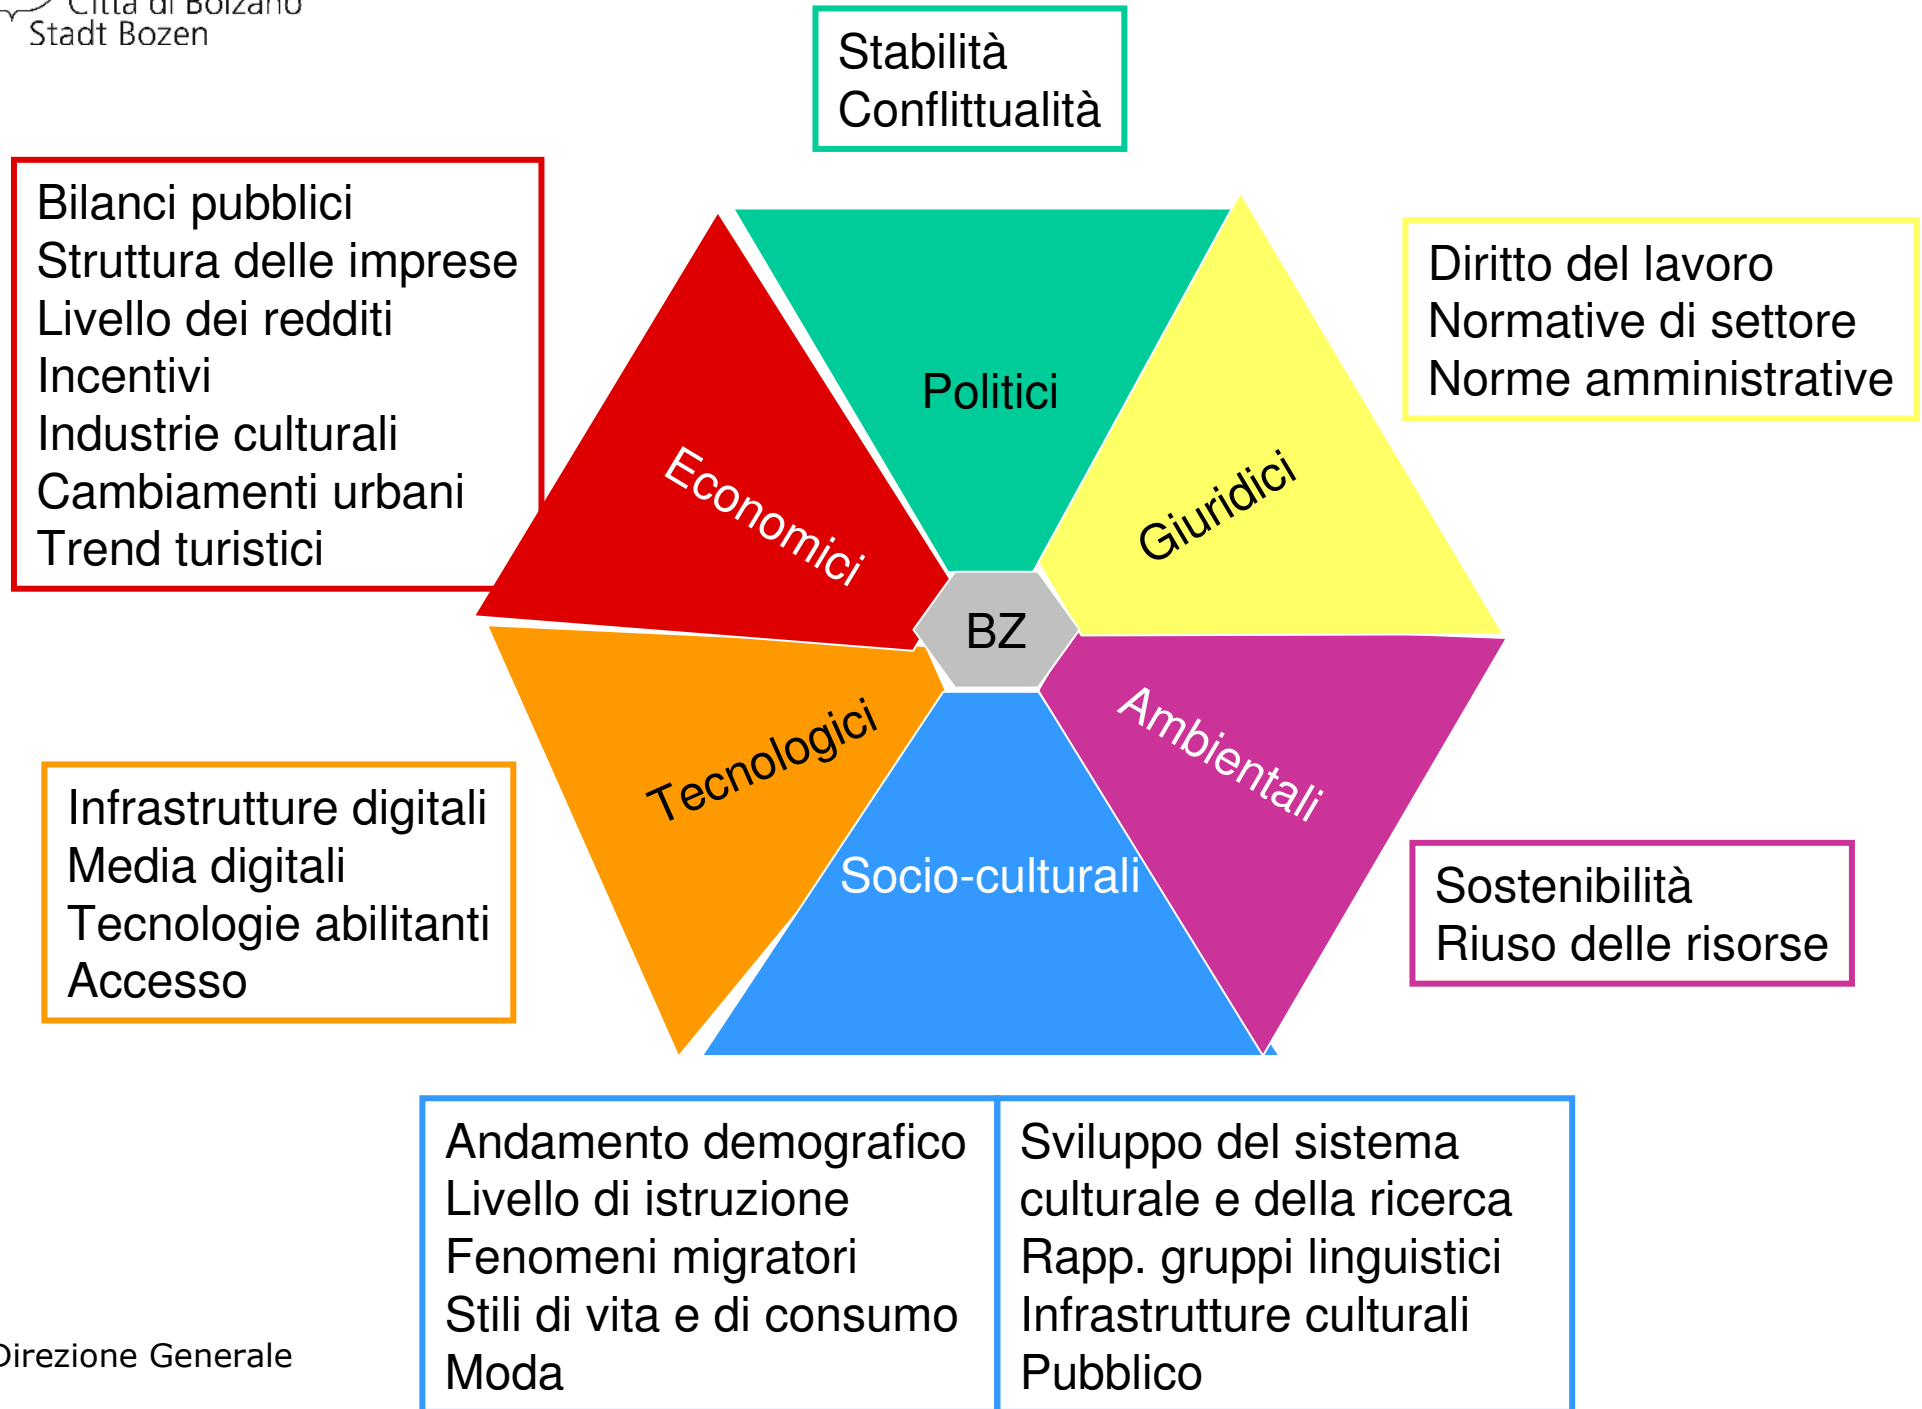 Città di Bolzano
Stadt Bozen
Stabilità
Conflittualità
Bilanci pubblici
Struttura delle imprese
Livello dei redditi
Incentivi
Industrie culturali
Cambiamenti urbani
Trend turistici
Diritto del lavoro
Normative di settore
Norme amministrative
Politici
Economici
Giuridici
BZ
Tecnologici
Ambientali
Socio-culturali
Infrastrutture digitali
Media digitali
Tecnologie abilitanti
Accesso
Sostenibilità
Riuso delle risorse
Andamento demografico
Livello di istruzione
Fenomeni migratori
Stili di vita e di consumo
Moda
Sviluppo del sistema
culturale e della ricerca
Rapp. gruppi linguistici
Infrastrutture culturali
Pubblico
Direzione Generale